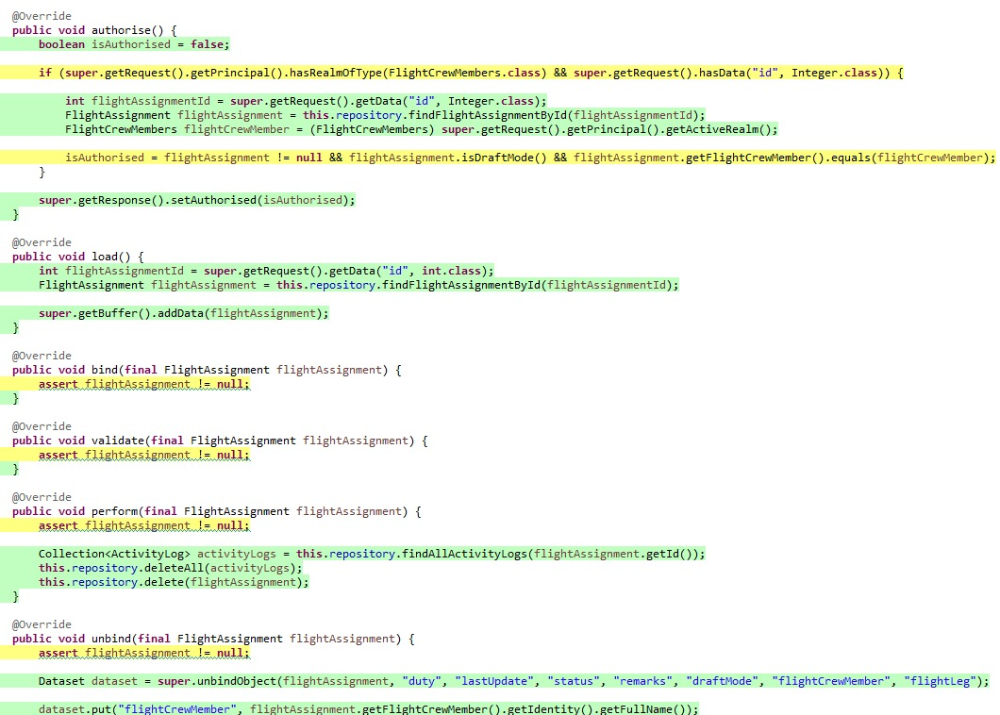 @Override
public void authorise() {
    boolean isAuthorised = false;
    if (super.getRequest().getPrincipal().hasRealmOfType(FlightCrewMembers.class) && super.getRequest().hasData("id", Integer.class)) {
        int flightAssignmentId = super.getRequest().getData("id", Integer.class);
        FlightAssignment flightAssignment = this.repository.findFlightAssignmentById(flightAssignmentId);
        FlightCrewMembers flightCrewMember = (FlightCrewMembers) super.getRequest().getPrincipal().getActiveRealm();
        isAuthorised = flightAssignment != null && flightAssignment.isDraftMode() && flightAssignment.getFlightCrewMember().equals(flightCrewMember);
    }
    super.getResponse().setAuthorised(isAuthorised);
}
@Override
public void load() {
    int flightAssignmentId = super.getRequest().getData("id", int.class);
    FlightAssignment flightAssignment = this.repository.findFlightAssignmentById(flightAssignmentId);
    super.getBuffer().addData(flightAssignment);
}
@Override
public void bind(final FlightAssignment flightAssignment) {
    assert flightAssignment != null;
}
@Override
public void validate(final FlightAssignment flightAssignment) {
    assert flightAssignment != null;
}
@Override
public void perform(final FlightAssignment flightAssignment) {
    assert flightAssignment != null;
    Collection<ActivityLog> activityLogs = this.repository.findAllActivityLogs(flightAssignment.getId());
    this.repository.deleteAll(activityLogs);
    this.repository.delete(flightAssignment);
}
@Override
public void unbind(final FlightAssignment flightAssignment) {
    assert flightAssignment != null;
    Dataset dataset = super.unbindObject(flightAssignment, "duty", "lastUpdate", "status", "remarks", "draftMode", "flightCrewMember", "flightLeg");
    dataset.put("flightCrewMember", flightAssignment.getFlightCrewMember().getIdentity().getFullName());